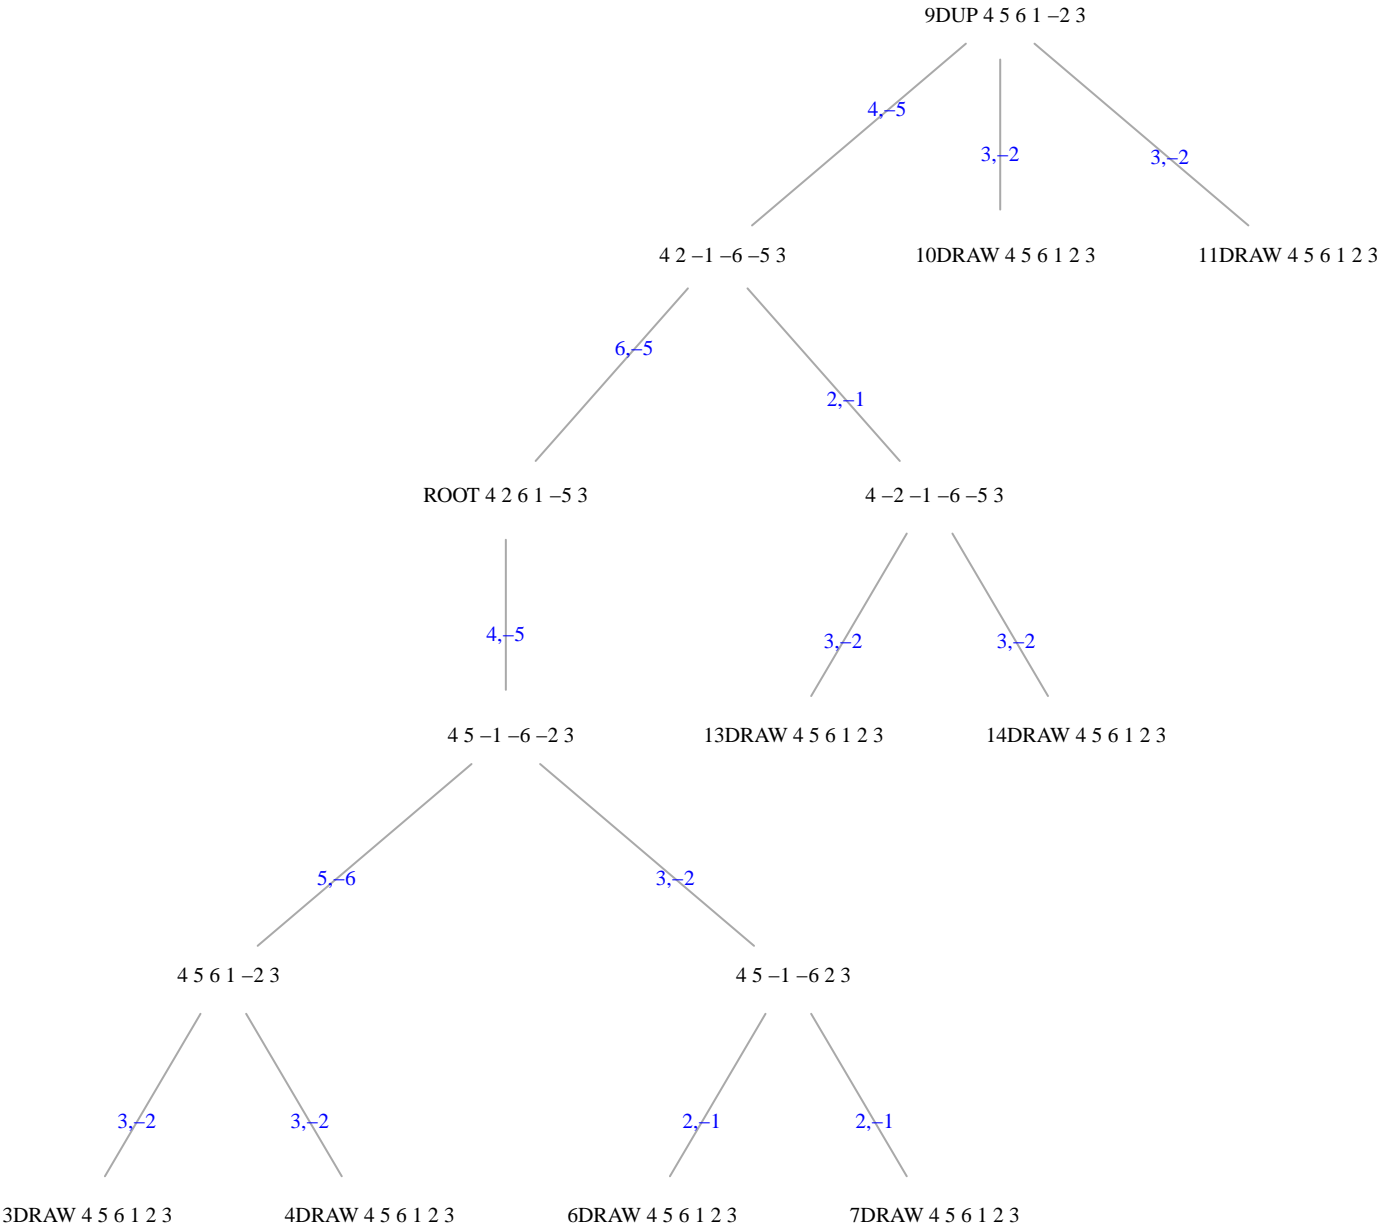 9DUP 4 5 6 1 –2 3
4,–5
3,–2
3,–2
4 2 –1 –6 –5 3
10DRAW 4 5 6 1 2 3
11DRAW 4 5 6 1 2 3
6,–5
2,–1
ROOT 4 2 6 1 –5 3
4 –2 –1 –6 –5 3
4,–5
3,–2
3,–2
4 5 –1 –6 –2 3
13DRAW 4 5 6 1 2 3
14DRAW 4 5 6 1 2 3
5,–6
3,–2
4 5 6 1 –2 3
4 5 –1 –6 2 3
3,–2
3,–2
2,–1
2,–1
3DRAW 4 5 6 1 2 3
4DRAW 4 5 6 1 2 3
6DRAW 4 5 6 1 2 3
7DRAW 4 5 6 1 2 3